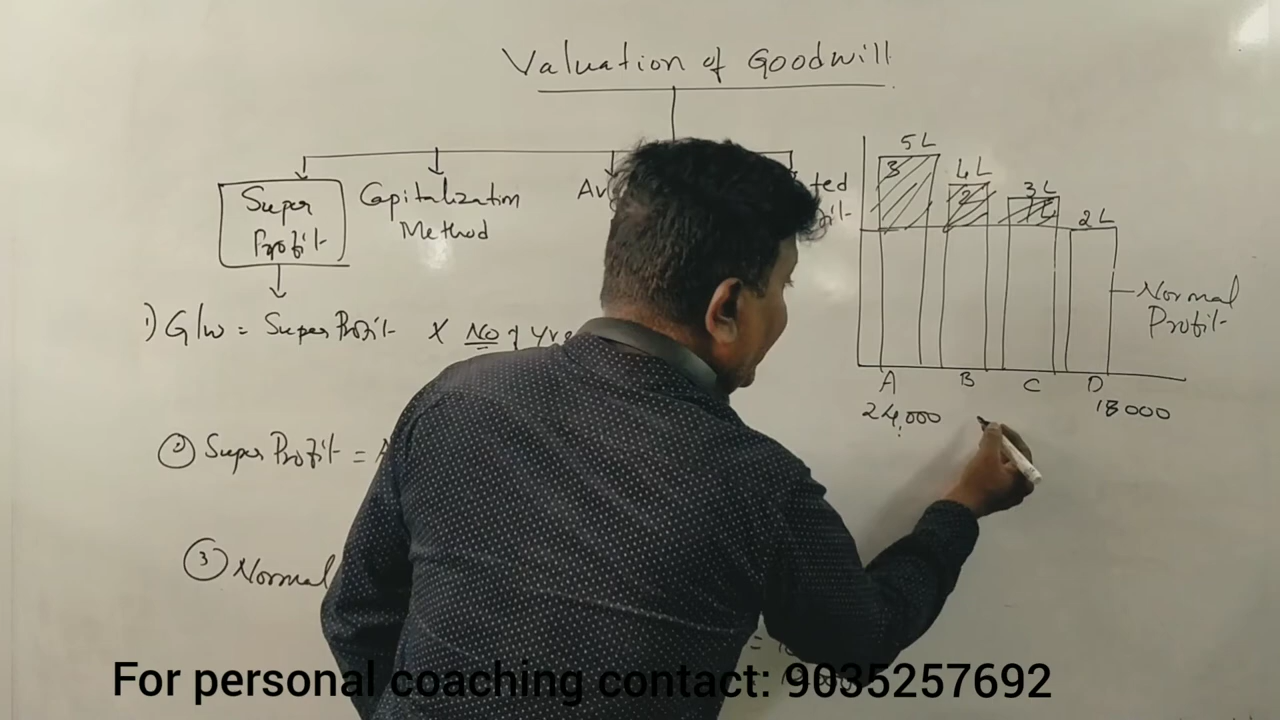 Valuation of Goodwill
Super
Profit
Capitalization
Method
Av
ted
fit
1) G/w = Super Profit X No of yrs
② Super Profit = A
③ Normal
5L
4L
3L
2L
3
2
Normal
Profit
A B C D
24,000
18000
For personal coaching contact: 9035257692